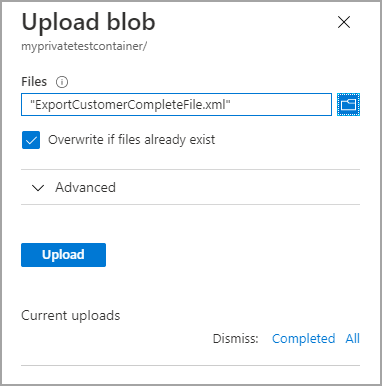 Upload blob
myprivatetestcontainer/
Files
"ExportCustomerCompleteFile.xml"
Overwrite if files already exist
Advanced
Upload
Current uploads
Dismiss: Completed All